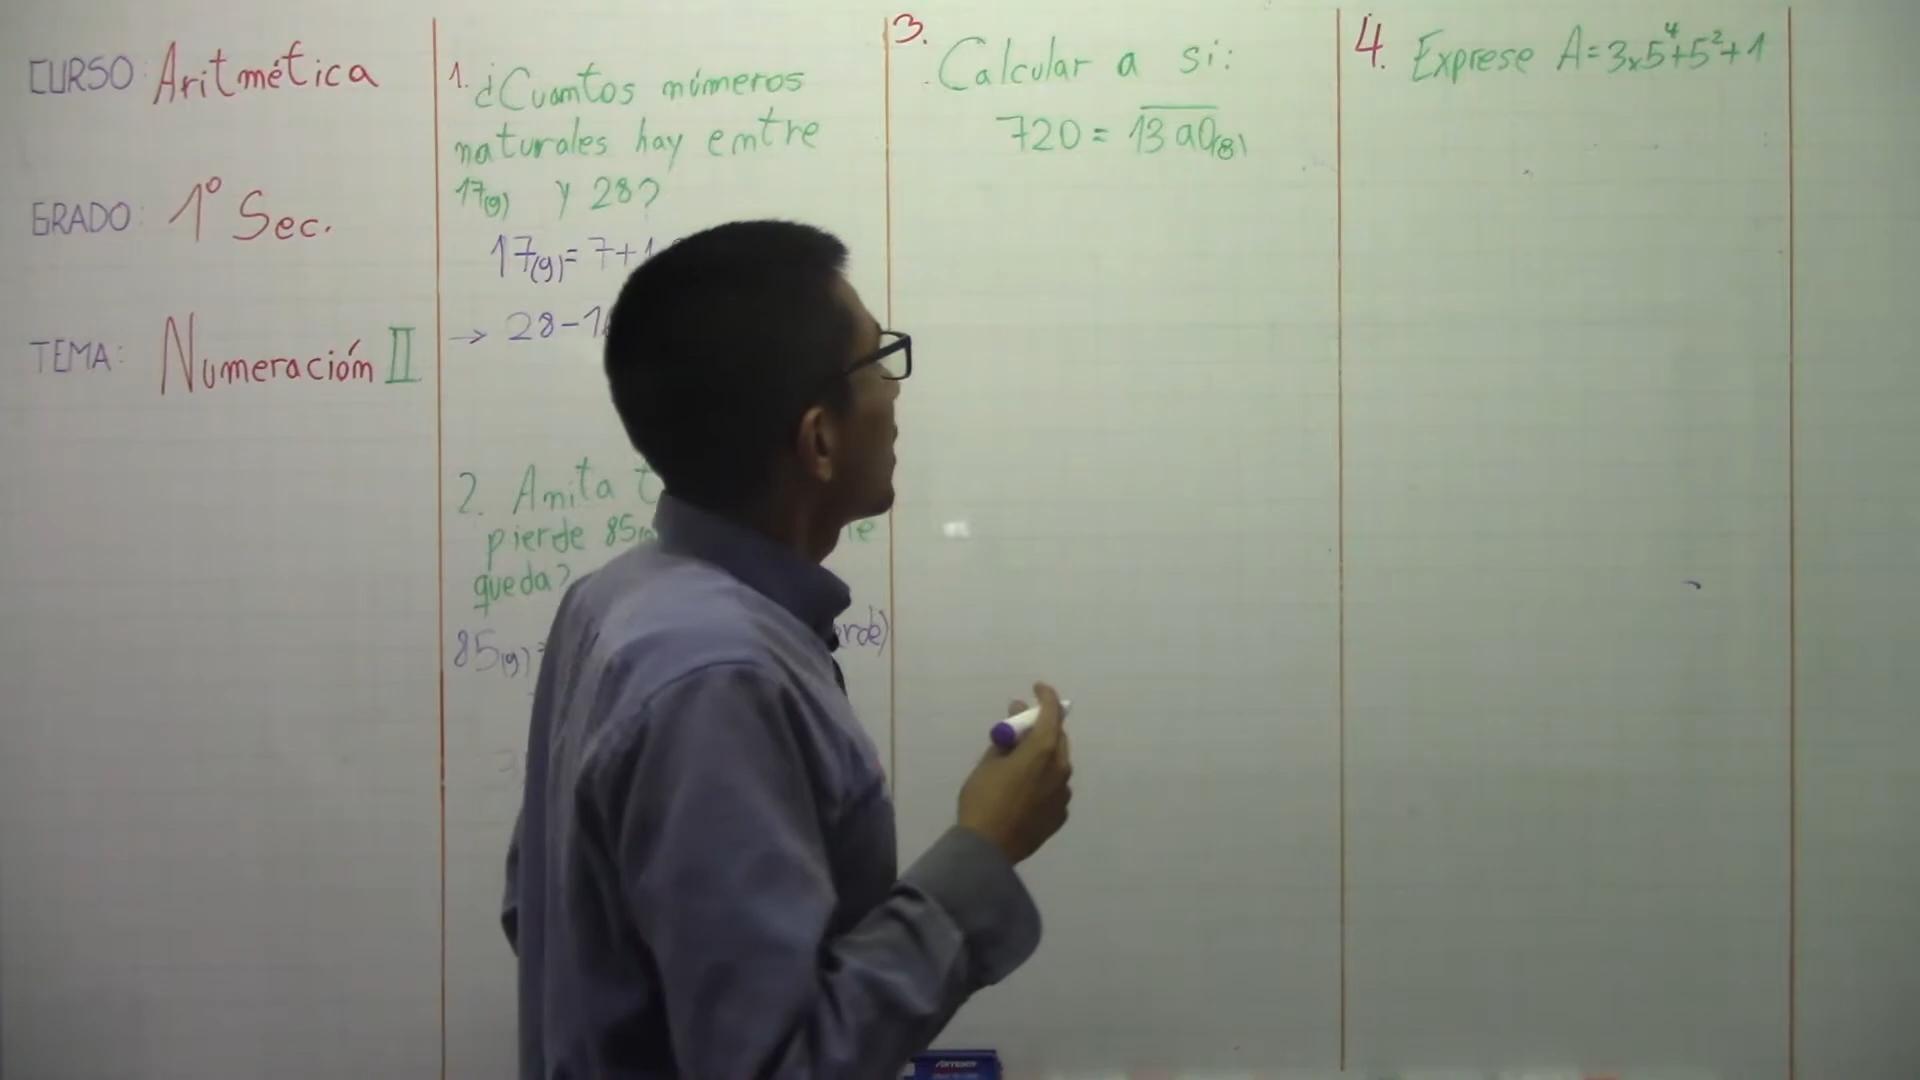 CURSO: Aritmética
GRADO: 1° Sec.
TEMA: Numeración II
1. ¿Cuantos números
naturales hay entre
17(9) y 28?
17(9) = 7+1
→ 28-1
2. Anita
pierde 85
queda?
85(9) =
3. Calcular a si:
720 = 13a0(8)
4. Exprese A=3x5⁴+5²+1